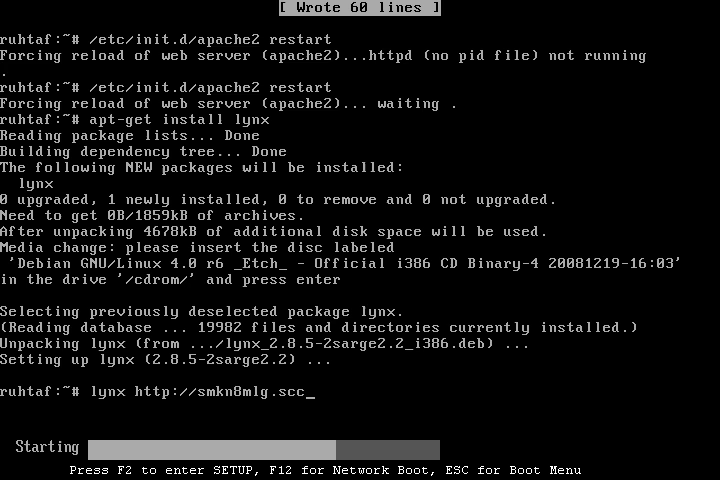 [ Wrote 60 lines ]
ruhtaf:~# /etc/init.d/apache2 restart
Forcing reload of web server (apache2)...httpd (no pid file) not running
.
ruhtaf:~# /etc/init.d/apache2 restart
Forcing reload of web server (apache2)... waiting .
ruhtaf:~# apt-get install lynx
Reading package lists... Done
Building dependency tree... Done
The following NEW packages will be installed:
  lynx
0 upgraded, 1 newly installed, 0 to remove and 0 not upgraded.
Need to get 0B/1859kB of archives.
After unpacking 4678kB of additional disk space will be used.
Media change: please insert the disc labeled
 'Debian GNU/Linux 4.0 r6 _Etch_ - Official i386 CD Binary-4 20081219-16:03'
in the drive '/cdrom/' and press enter
Selecting previously deselected package lynx.
(Reading database ... 19982 files and directories currently installed.)
Unpacking lynx (from .../lynx_2.8.5-2sarge2.2_i386.deb) ...
Setting up lynx (2.8.5-2sarge2.2) ...
ruhtaf:~# lynx http://smkn8mlg.scc_
Starting
Press F2 to enter SETUP, F12 for Network Boot, ESC for Boot Menu